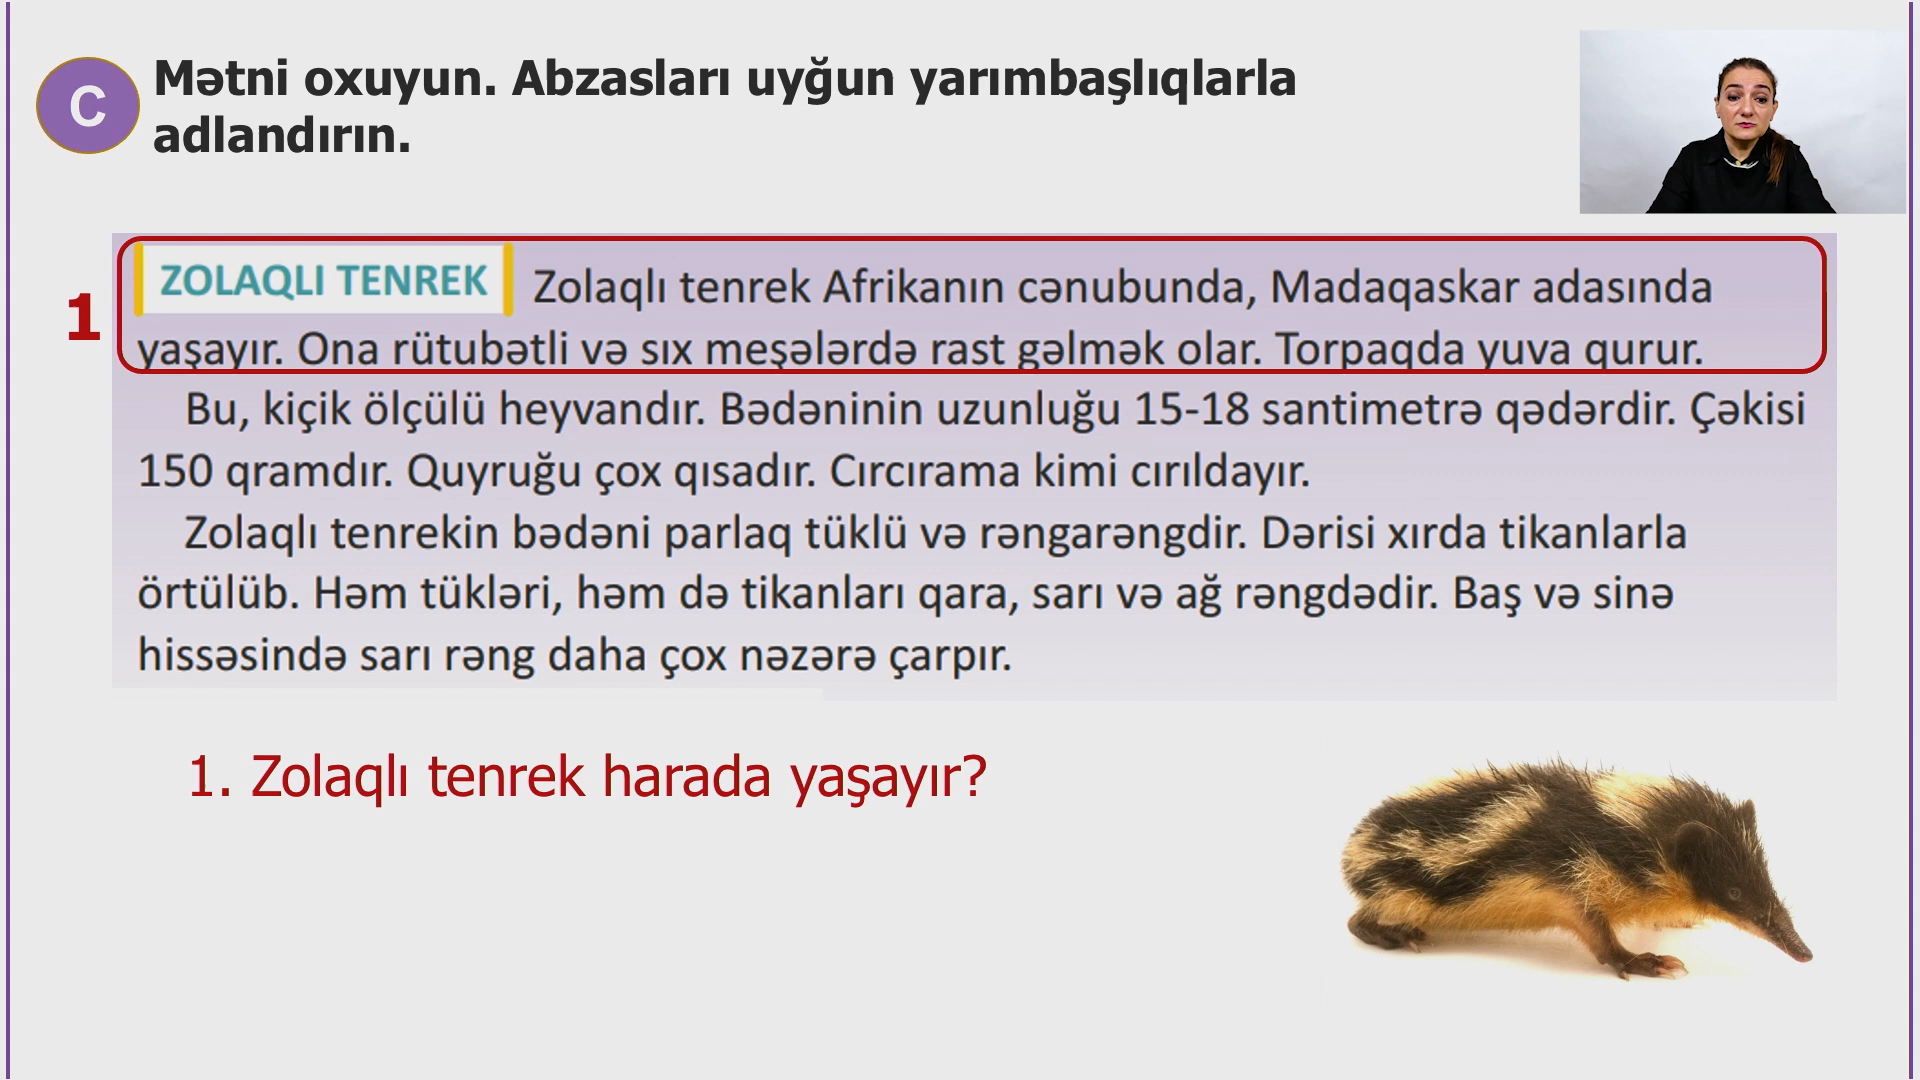 C
Mətni oxuyun. Abzasları uyğun yarımbaşlıqlarla
adlandırın.
1
ZOLAQLI TENREK Zolaqlı tenrek Afrikanın cənubunda, Madaqaskar adasında
yaşayır. Ona rütubətli və sıx meşələrdə rast gəlmək olar. Torpaqda yuva qurur.
Bu, kiçik ölçülü heyvandır. Bədəninin uzunluğu 15-18 santimetrə qədərdir. Çəkisi
150 qramdır. Quyruğu çox qısadır. Cırcırama kimi cırıldayır.
Zolaqlı tenrekin bədəni parlaq tüklü və rəngarəngdir. Dərisi xırda tikanlarla
örtülüb. Həm tükləri, həm də tikanları qara, sarı və ağ rəngdədir. Baş və sinə
hissəsində sarı rəng daha çox nəzərə çarpır.
1. Zolaqlı tenrek harada yaşayır?